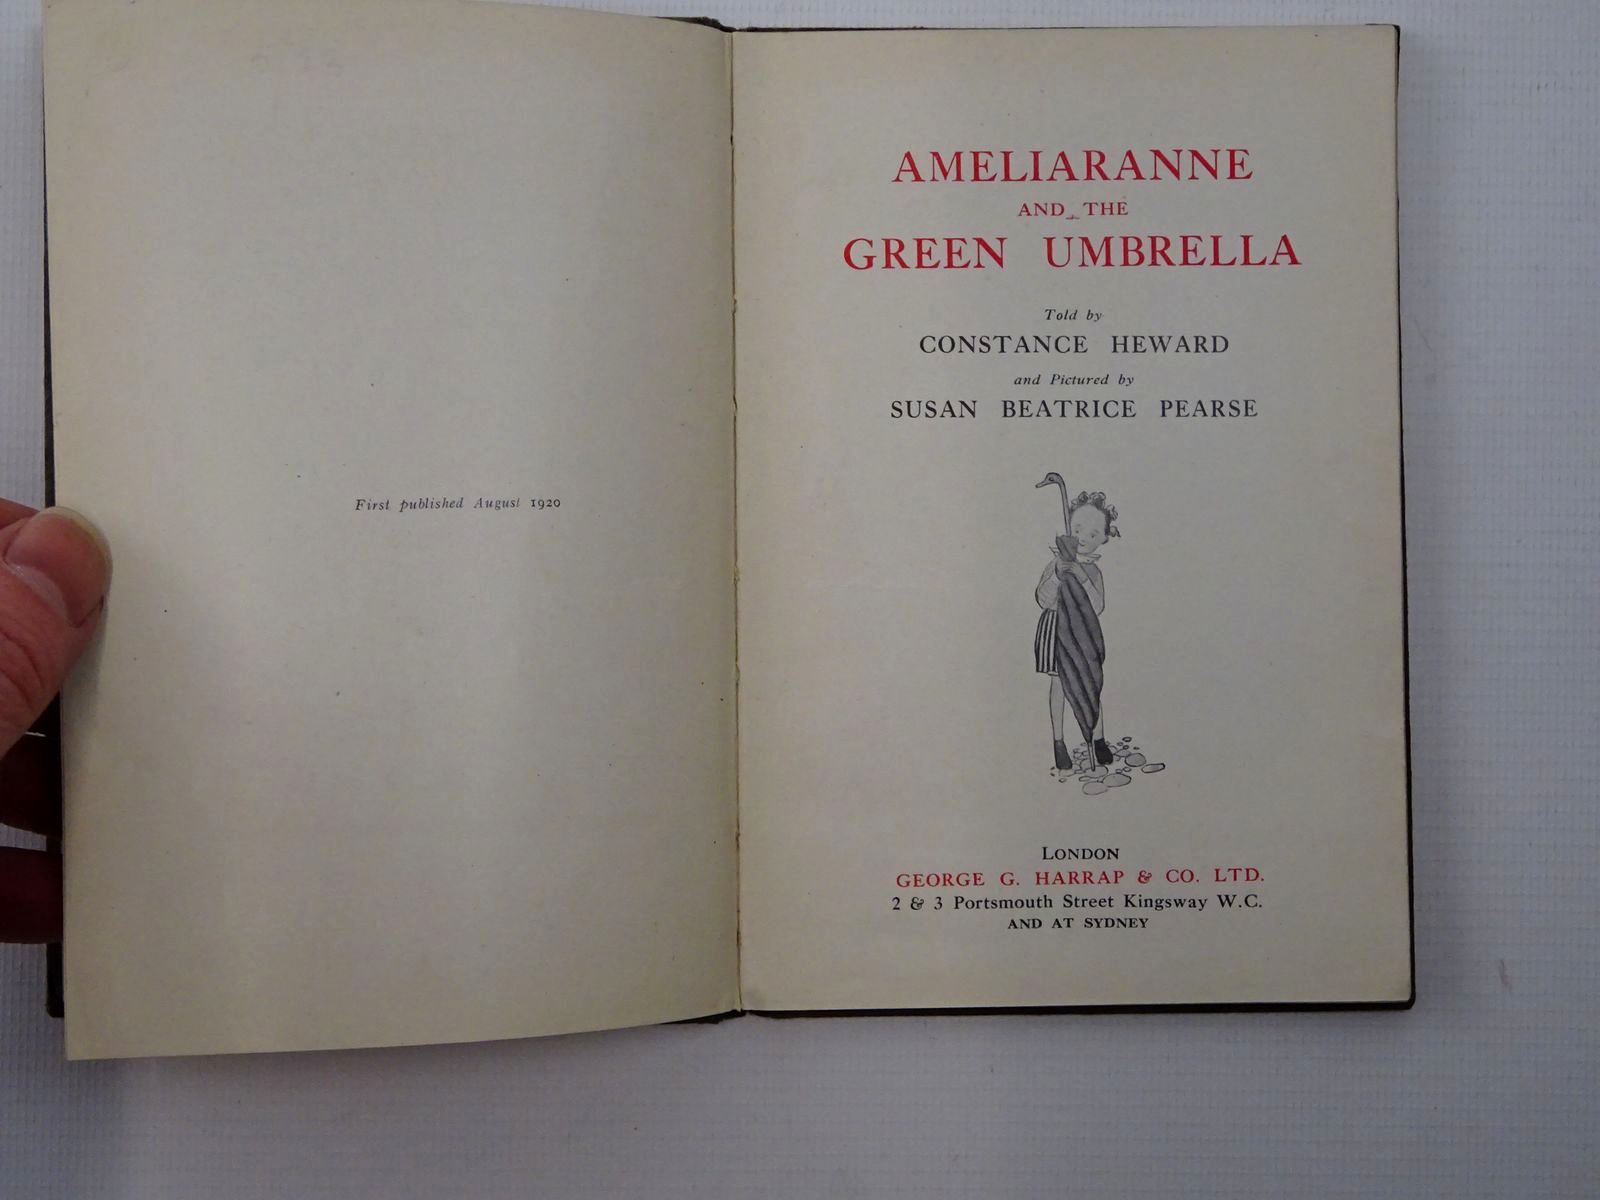 First published August 1920
AMELIARANNE
AND THE
GREEN UMBRELLA
Told by
CONSTANCE HEWARD
and Pictured by
SUSAN BEATRICE PEARSE
LONDON
GEORGE G. HARRAP & CO. LTD.
2 & 3 Portsmouth Street Kingsway W.C.
AND AT SYDNEY